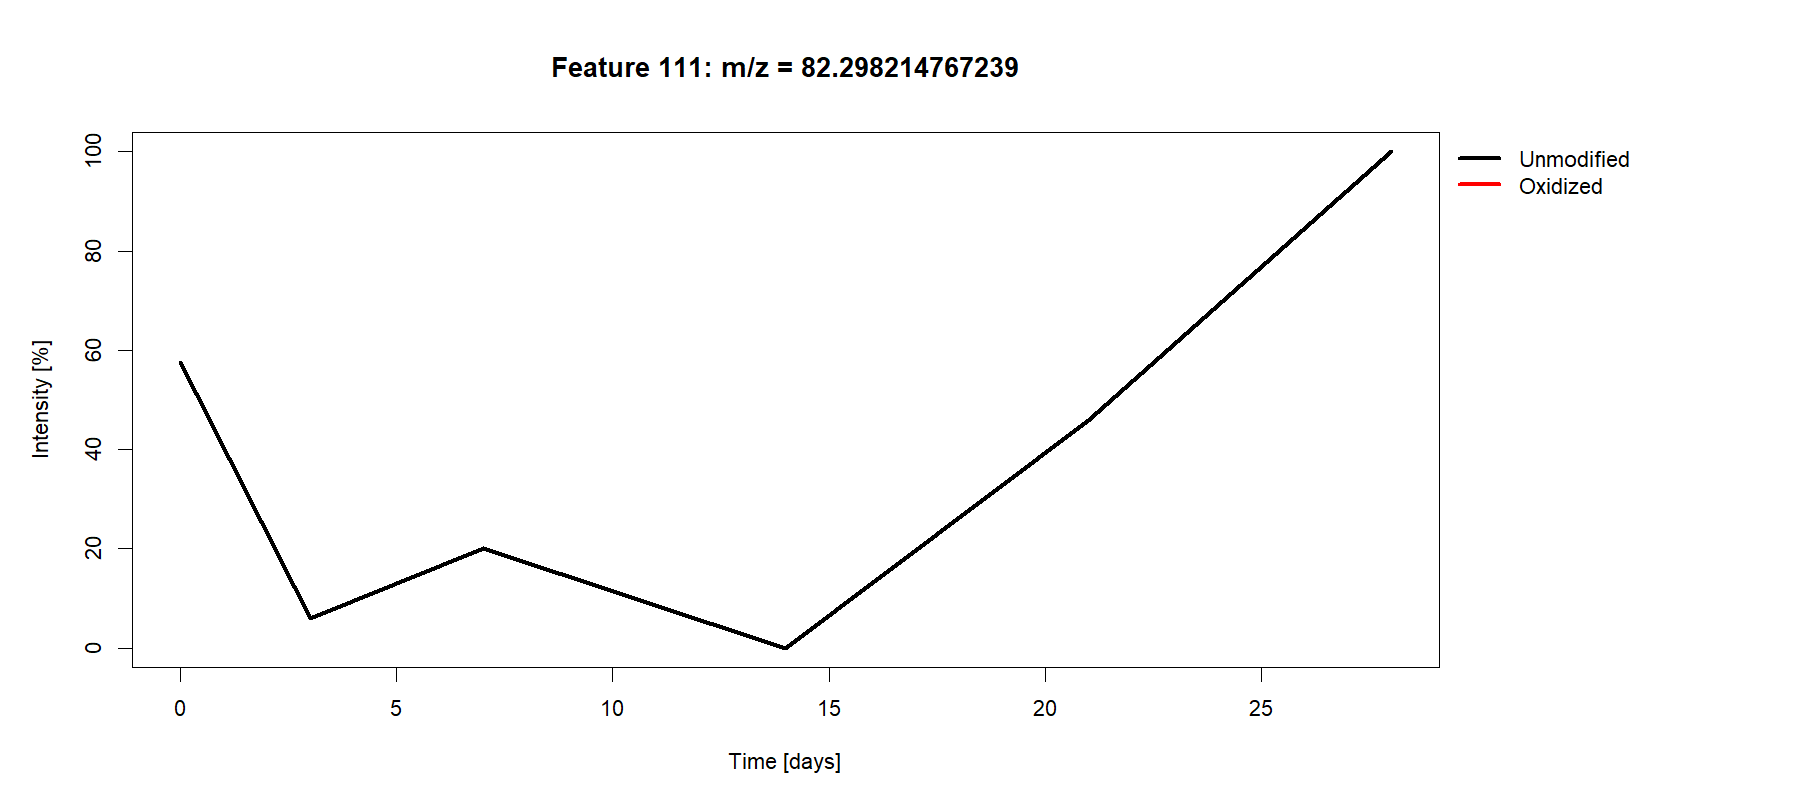 Feature 111: m/z = 82.298214767239
Unmodified
Oxidized
Intensity [%]
100
80
60
40
20
0
0 5 10 15 20 25
Time [days]